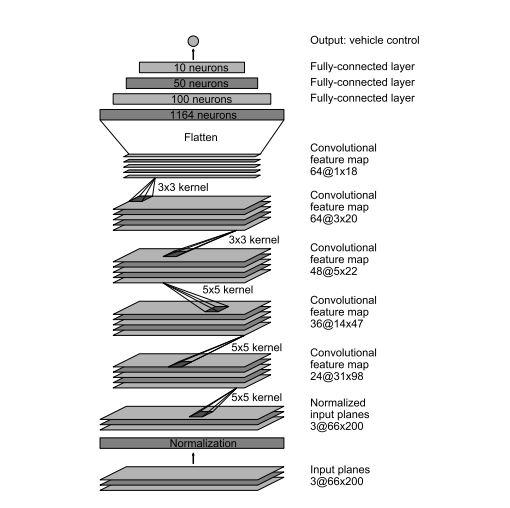 Output: vehicle control
10 neurons
Fully-connected layer
50 neurons
Fully-connected layer
100 neurons
Fully-connected layer
1164 neurons
Flatten
Convolutional
feature map
64@1x18
3x3 kernel
Convolutional
feature map
64@3x20
3x3 kernel
Convolutional
feature map
48@5x22
5x5 kernel
Convolutional
feature map
36@14x47
5x5 kernel
Convolutional
feature map
24@31x98
5x5 kernel
Normalized
input planes
3@66x200
Normalization
Input planes
3@66x200